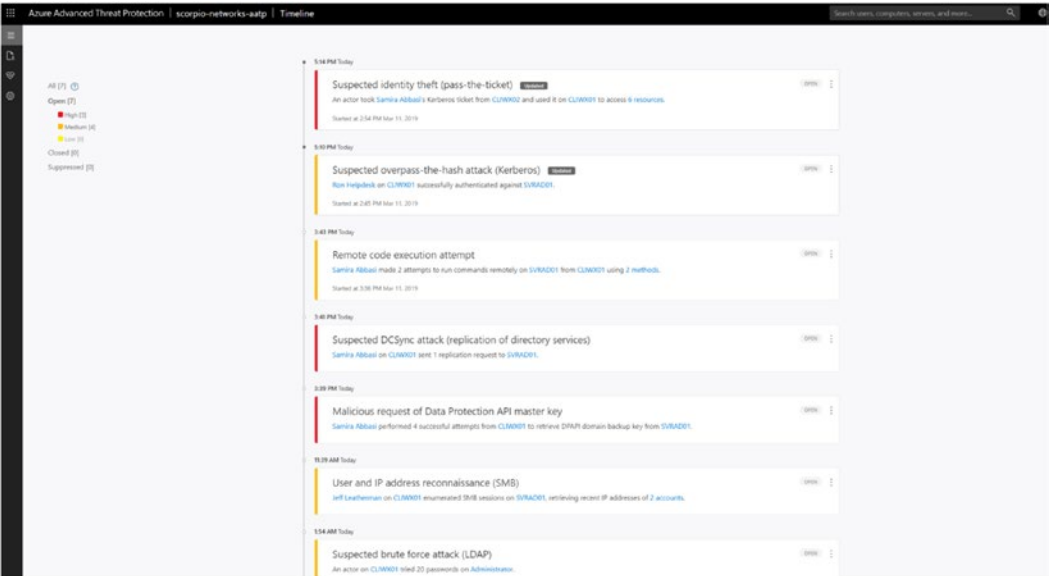 Azure Advanced Threat Protection | scorpio-networks-aatp | Timeline
Search users, computers, servers, and more...
All [7]
Open [7]
High [3]
Medium [4]
Low [0]
Closed [0]
Suppressed [0]
5:14 PM Today
Suspected identity theft (pass-the-ticket) Updated
OPEN
An actor took Samira Abbasi's Kerberos ticket from CLIWX02 and used it on CLIWX01 to access 6 resources.
Started at 2:54 PM Mar 11, 2019
5:10 PM Today
Suspected overpass-the-hash attack (Kerberos) Updated
OPEN
Ron Helpdesk on CLIWX01 successfully authenticated against SVRAD01.
Started at 2:45 PM Mar 11, 2019
3:43 PM Today
Remote code execution attempt
OPEN
Samira Abbasi made 2 attempts to run commands remotely on SVRAD01 from CLIWX01 using 2 methods.
Started at 3:36 PM Mar 11, 2019
3:40 PM Today
Suspected DCSync attack (replication of directory services)
OPEN
Samira Abbasi on CLIWX01 sent 1 replication request to SVRAD01.
3:39 PM Today
Malicious request of Data Protection API master key
OPEN
Samira Abbasi performed 4 successful attempts from CLIWX01 to retrieve DPAPI domain backup key from SVRAD01.
11:39 AM Today
User and IP address reconnaissance (SMB)
OPEN
Jeff Leatherman on CLIWX01 enumerated SMB sessions on SVRAD01, retrieving recent IP addresses of 2 accounts.
1:54 AM Today
Suspected brute force attack (LDAP)
OPEN
An actor on CLIWX01 tried 20 passwords on Administrator.